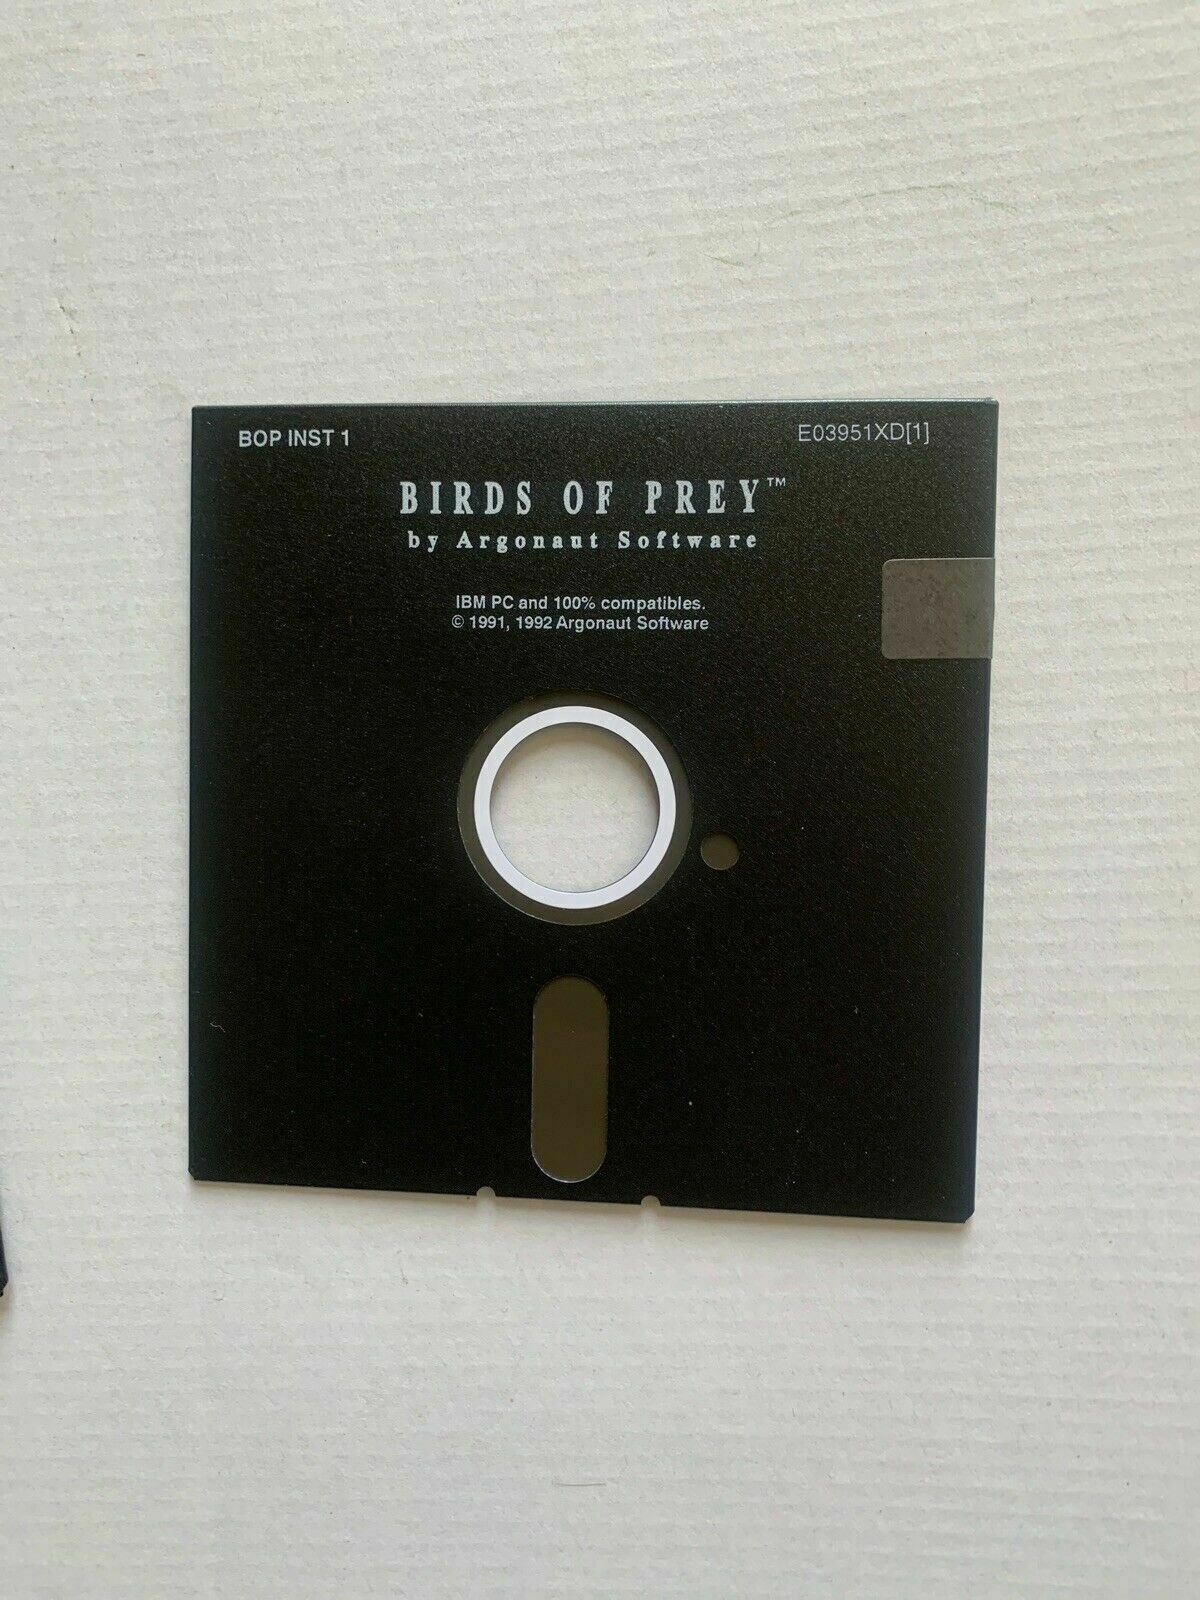 BOP INST 1
E03951XD[1]
BIRDS OF PREY™
by Argonaut Software
IBM PC and 100% compatibles.
© 1991, 1992 Argonaut Software